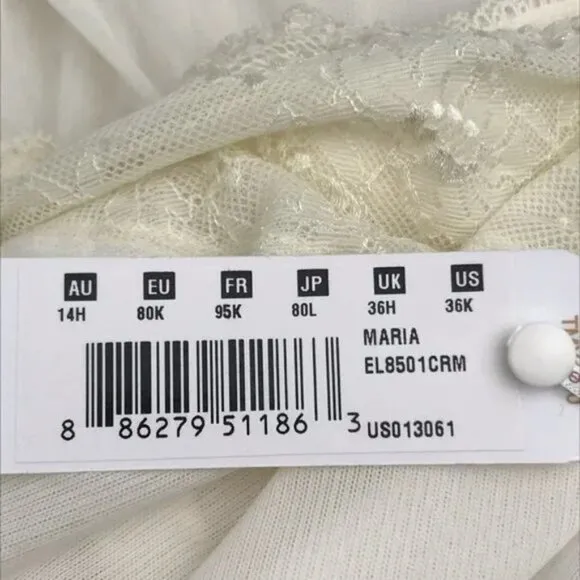 AU EU FR JP UK US
14H 80K 95K 80L 36H 36K
MARIA
EL8501CRM
8 86279 51186 3
US013061